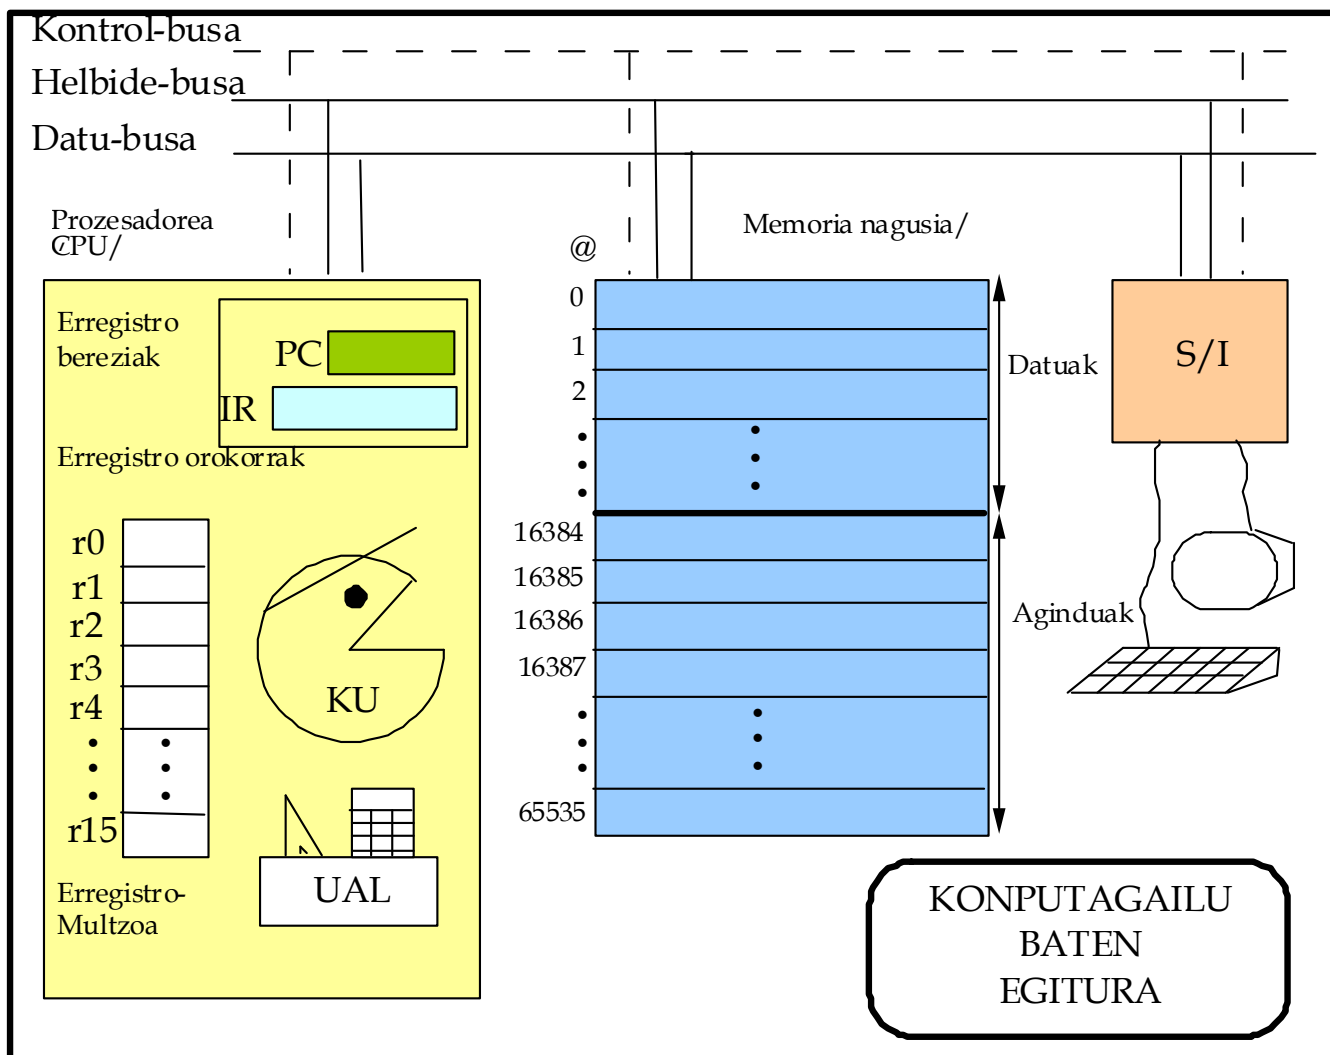 Kontrol-busa
Helbide-busa
Datu-busa
Prozesadorea
CPU/
@
Memoria nagusia/
Erregistro
bereziak
PC
IR
Erregistro orokorrak
r0
r1
r2
r3
r4
r15
KU
UAL
Erregistro-
Multzoa
0
1
2
16384
16385
16386
16387
65535
Datuak
Aginduak
S/I
KONPUTAGAILU
BATEN
EGITURA